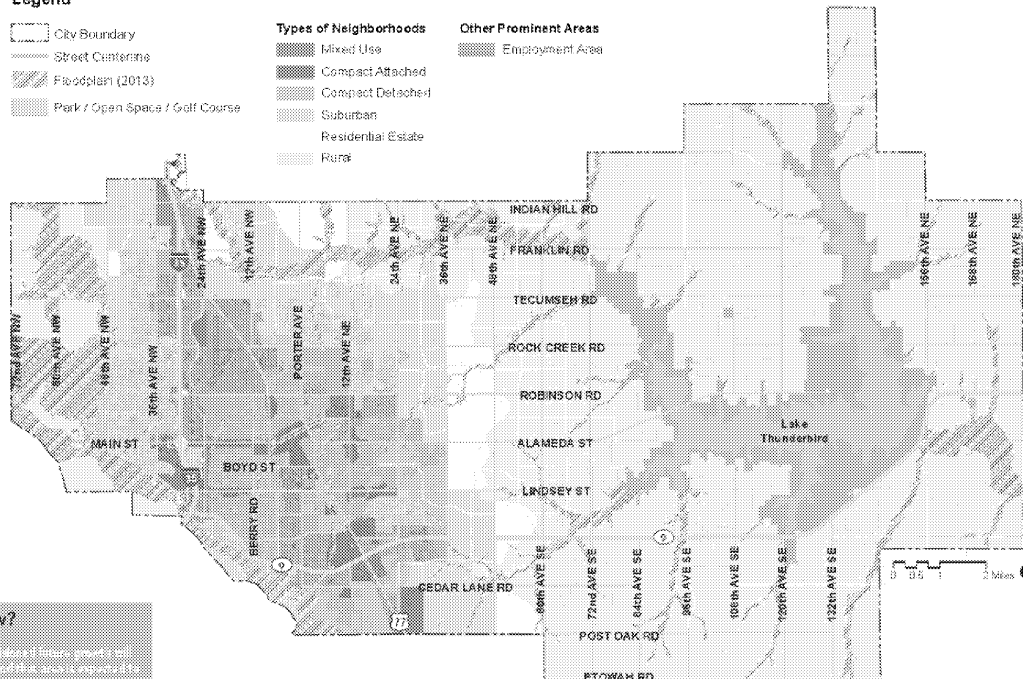 Legend
City Boundary
Street Centerline
Floodplain (2013)
Park / Open Space / Golf Course
Types of Neighborhoods
Mixed Use
Compact Attached
Compact Detached
Suburban
Residential Estate
Rural
Other Prominent Areas
Employment Area
INDIAN HILL RD
FRANKLIN RD
TECUMSEH RD
ROCK CREEK RD
ROBINSON RD
ALAMEDA ST
LINDSEY ST
CEDAR LANE RD
POST OAK RD
ETOWAH RD
72nd AVE NW
60th AVE NW
48th AVE NW
36th AVE NW
24th AVE NW
12th AVE NW
PORTER AVE
12th AVE NE
24th AVE NE
36th AVE NE
48th AVE NE
156th AVE NE
168th AVE NE
180th AVE NE
MAIN ST
BOYD ST
BERRY RD
Lake
Thunderbird
35
9
9
77
60th AVE SE
72nd AVE SE
84th AVE SE
96th AVE SE
108th AVE SE
120th AVE SE
132th AVE SE
0 0.5 1 2 Miles